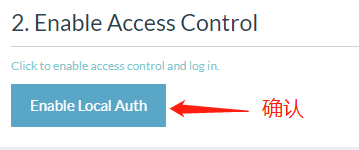 2. Enable Access Control
Click to enable access control and log in.
Enable Local Auth
确认